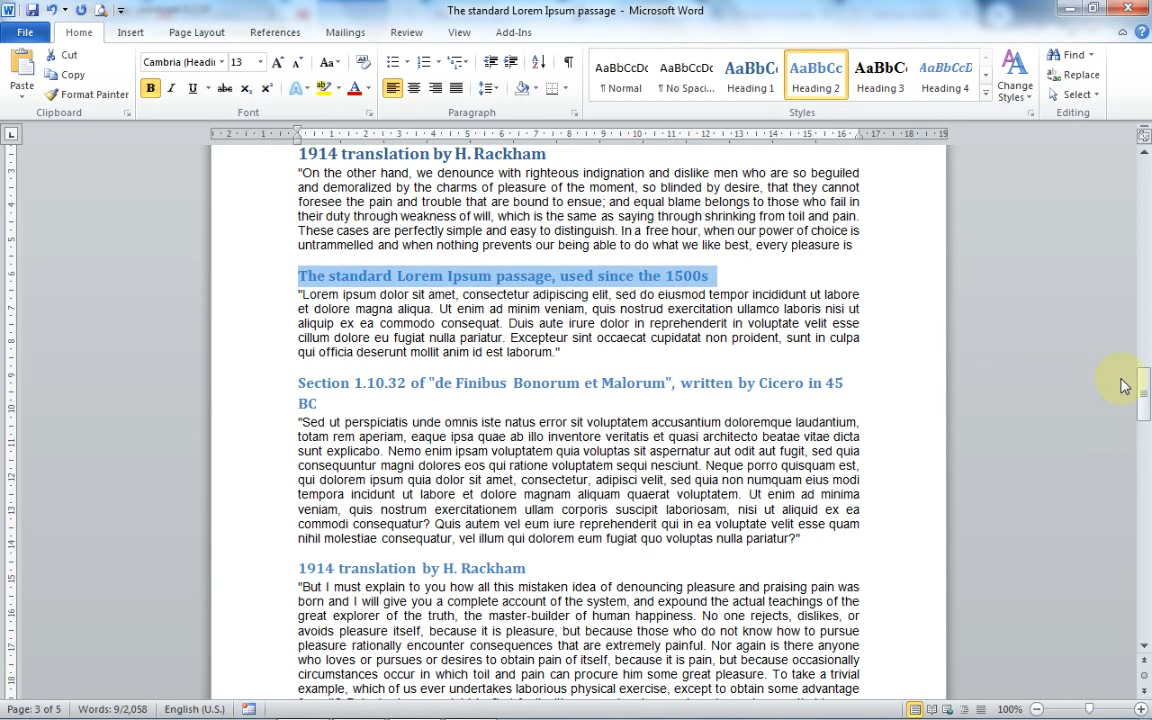 The standard Lorem Ipsum passage - Microsoft Word
File Home Insert Page Layout References Mailings Review View Add-Ins
Paste
Cut
Copy
Format Painter
Clipboard
Cambria (Headi 13
Font
Paragraph
AaBbCcDc AaBbCcDc AaBbC AaBbCc AaBbC AaBbCcD
¶ Normal ¶ No Spaci... Heading 1 Heading 2 Heading 3 Heading 4
Styles
Change
Styles
Find
Replace
Select
Editing
1914 translation by H. Rackham
"On the other hand, we denounce with righteous indignation and dislike men who are so beguiled
and demoralized by the charms of pleasure of the moment, so blinded by desire, that they cannot
foresee the pain and trouble that are bound to ensue; and equal blame belongs to those who fail in
their duty through weakness of will, which is the same as saying through shrinking from toil and pain.
These cases are perfectly simple and easy to distinguish. In a free hour, when our power of choice is
untrammelled and when nothing prevents our being able to do what we like best, every pleasure is
The standard Lorem Ipsum passage, used since the 1500s
"Lorem ipsum dolor sit amet, consectetur adipiscing elit, sed do eiusmod tempor incididunt ut labore
et dolore magna aliqua. Ut enim ad minim veniam, quis nostrud exercitation ullamco laboris nisi ut
aliquip ex ea commodo consequat. Duis aute irure dolor in reprehenderit in voluptate velit esse
cillum dolore eu fugiat nulla pariatur. Excepteur sint occaecat cupidatat non proident, sunt in culpa
qui officia deserunt mollit anim id est laborum."
Section 1.10.32 of "de Finibus Bonorum et Malorum", written by Cicero in 45
BC
"Sed ut perspiciatis unde omnis iste natus error sit voluptatem accusantium doloremque laudantium,
totam rem aperiam, eaque ipsa quae ab illo inventore veritatis et quasi architecto beatae vitae dicta
sunt explicabo. Nemo enim ipsam voluptatem quia voluptas sit aspernatur aut odit aut fugit, sed quia
consequuntur magni dolores eos qui ratione voluptatem sequi nesciunt. Neque porro quisquam est,
qui dolorem ipsum quia dolor sit amet, consectetur, adipisci velit, sed quia non numquam eius modi
tempora incidunt ut labore et dolore magnam aliquam quaerat voluptatem. Ut enim ad minima
veniam, quis nostrum exercitationem ullam corporis suscipit laboriosam, nisi ut aliquid ex ea
commodi consequatur? Quis autem vel eum iure reprehenderit qui in ea voluptate velit esse quam
nihil molestiae consequatur, vel illum qui dolorem eum fugiat quo voluptas nulla pariatur?"
1914 translation by H. Rackham
"But I must explain to you how all this mistaken idea of denouncing pleasure and praising pain was
born and I will give you a complete account of the system, and expound the actual teachings of the
great explorer of the truth, the master-builder of human happiness. No one rejects, dislikes, or
avoids pleasure itself, because it is pleasure, but because those who do not know how to pursue
pleasure rationally encounter consequences that are extremely painful. Nor again is there anyone
who loves or pursues or desires to obtain pain of itself, because it is pain, but because occasionally
circumstances occur in which toil and pain can procure him some great pleasure. To take a trivial
example, which of us ever undertakes laborious physical exercise, except to obtain some advantage
Page: 3 of 5 Words: 9/2,058 English (U.S.) 100%